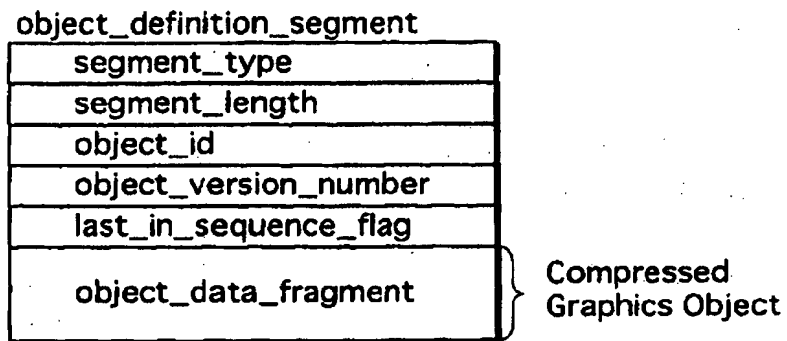 object_definition_segment
segment_type
segment_length
object_id
object_version_number
last_in_sequence_flag
object_data_fragment
Compressed
Graphics Object